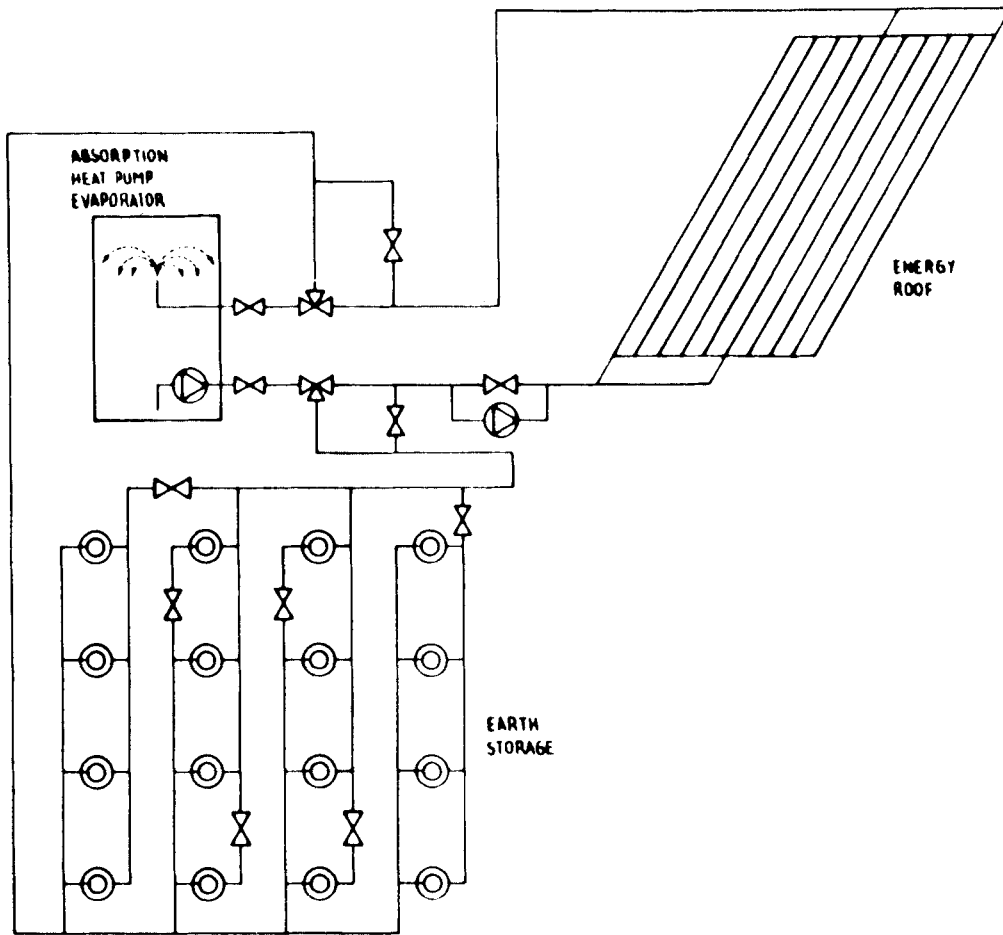 ABSORPTION
HEAT PUMP
EVAPORATOR
ENERGY
ROOF
EARTH
STORAGE